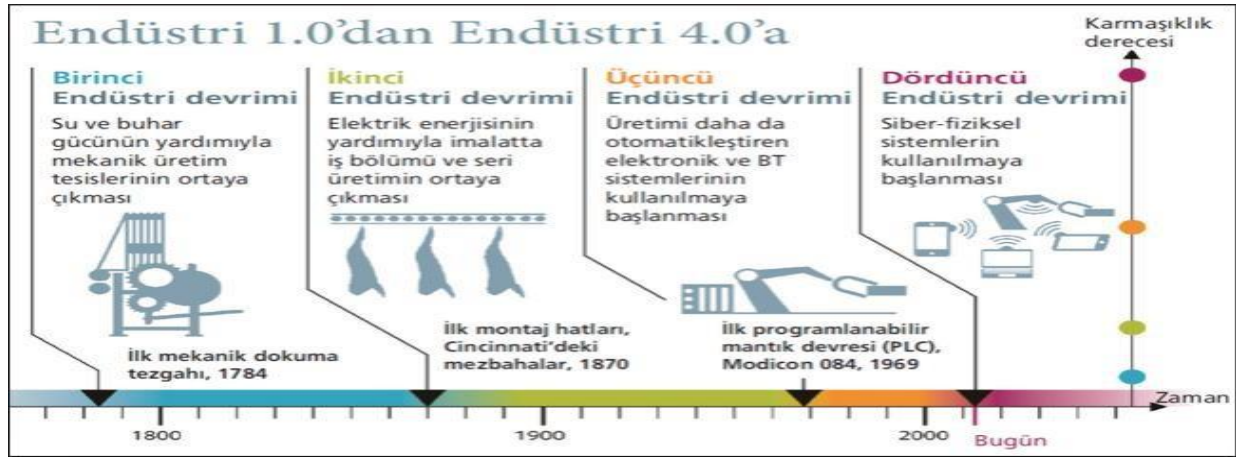 Endüstri 1.0’dan Endüstri 4.0’a
Karmaşıklık
derecesi
Birinci
Endüstri devrimi
Su ve buhar
gücünün yardımıyla
mekanik üretim
tesislerinin ortaya
çıkması
İlk mekanik dokuma
tezgahı, 1784
İkinci
Endüstri devrimi
Elektrik enerjisinin
yardımıyla imalatta
iş bölümü ve seri
üretimin ortaya
çıkması
İlk montaj hatları,
Cincinnati’deki
mezbahalar, 1870
Üçüncü
Endüstri devrimi
Üretimi daha da
otomatikleştiren
elektronik ve BT
sistemlerinin
kullanılmaya
başlanması
İlk programlanabilir
mantık devresi (PLC),
Modicon 084, 1969
Dördüncü
Endüstri devrimi
Siber-fiziksel
sistemlerin
kullanılmaya
başlanması
Zaman
1800
1900
2000
Bugün